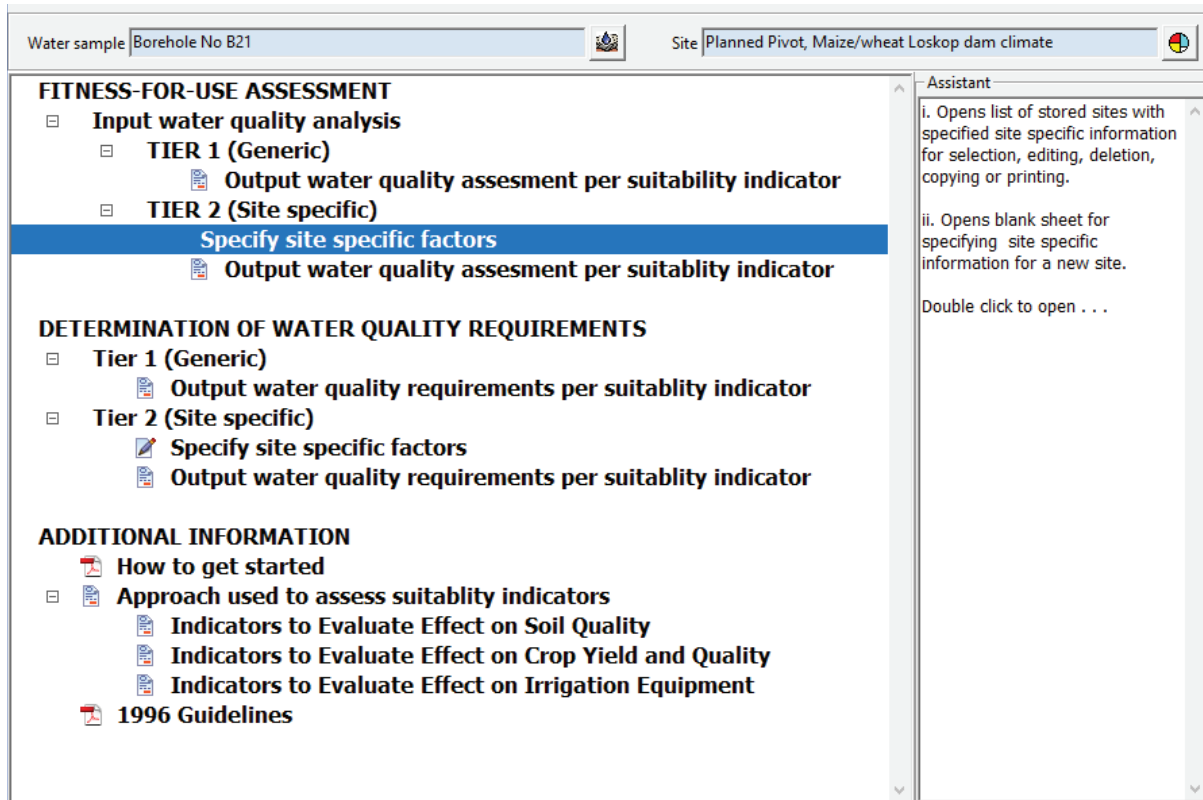 Water sample Borehole No B21 Site Planned Pivot, Maize/wheat Loskop dam climate
FITNESS-FOR-USE ASSESSMENT
Input water quality analysis
TIER 1 (Generic)
Output water quality assesment per suitability indicator
TIER 2 (Site specific)
Specify site specific factors
Output water quality assesment per suitablity indicator
DETERMINATION OF WATER QUALITY REQUIREMENTS
Tier 1 (Generic)
Output water quality requirements per suitablity indicator
Tier 2 (Site specific)
Specify site specific factors
Output water quality requirements per suitablity indicator
ADDITIONAL INFORMATION
How to get started
Approach used to assess suitablity indicators
Indicators to Evaluate Effect on Soil Quality
Indicators to Evaluate Effect on Crop Yield and Quality
Indicators to Evaluate Effect on Irrigation Equipment
1996 Guidelines
Assistant
i. Opens list of stored sites with
specified site specific information
for selection, editing, deletion,
copying or printing.
ii. Opens blank sheet for
specifying site specific
information for a new site.
Double click to open . . .